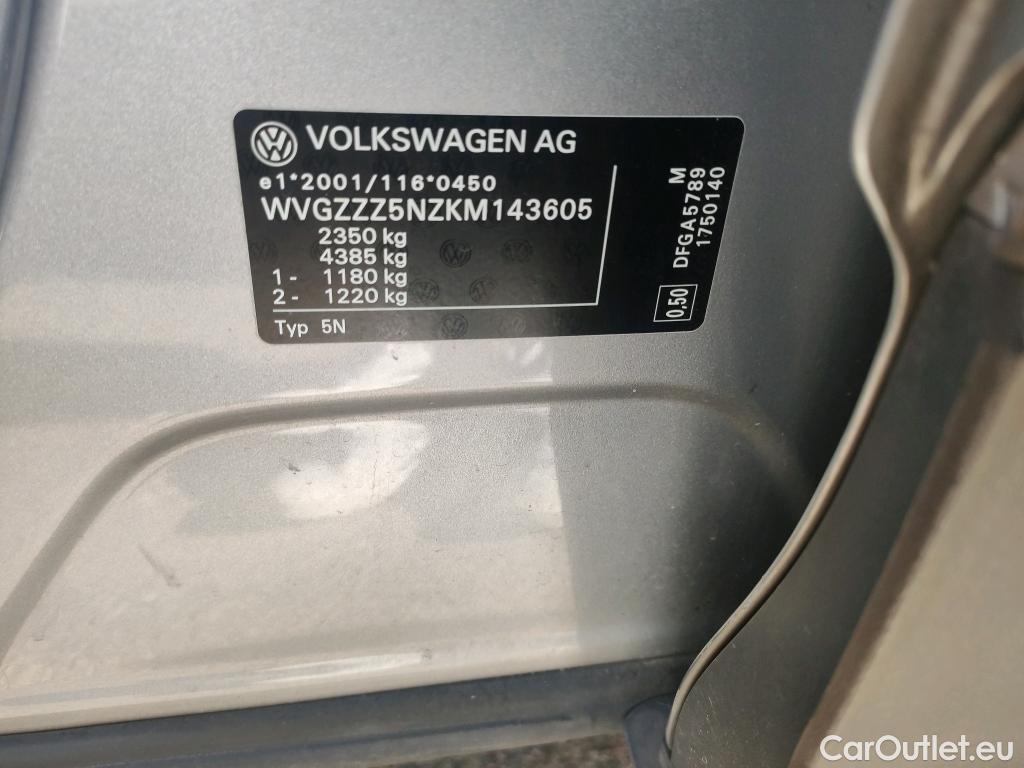 VOLKSWAGEN AG
e1*2001/116*0450
WVGZZZ5NZKM143605
2350 kg
4385 kg
1- 1180 kg
2- 1220 kg
Typ 5N
0,50
DFGA5789 M
1750140
CarOutlet.eu